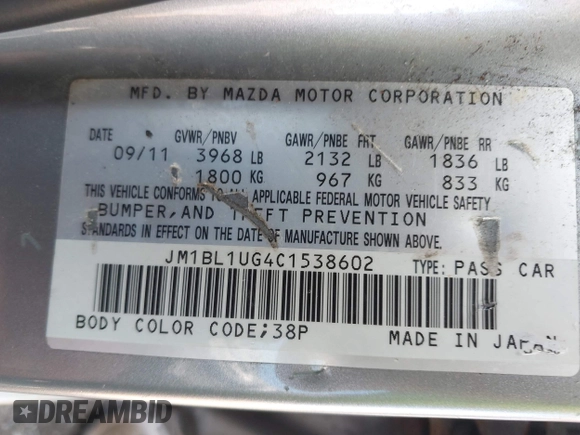 MFD. BY MAZDA MOTOR CORPORATION
DATE GVWR/PNBV GAWR/PNBE FRT GAWR/PNBE RR
09/11 3968 LB 2132 LB 1836 LB
1800 KG 967 KG 833 KG
THIS VEHICLE CONFORMS TO ALL APPLICABLE FEDERAL MOTOR VEHICLE SAFETY,
BUMPER, AND THEFT PREVENTION
STANDARDS IN EFFECT ON THE DATE OF MANUFACTURE SHOWN ABOVE.
JM1BL1UG4C1538602 TYPE: PASS CAR
BODY COLOR CODE;38P MADE IN JAPAN
DREAMBID